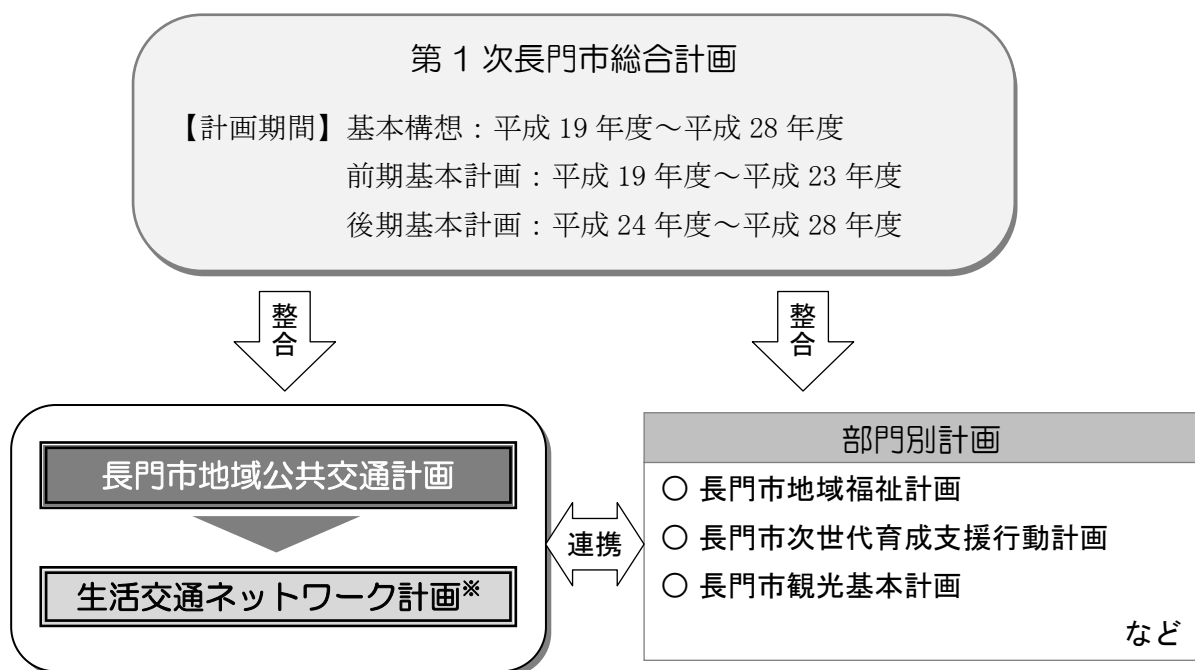 第 1 次長門市総合計画
【計画期間】基本構想：平成 19 年度～平成 28 年度
前期基本計画：平成 19 年度～平成 23 年度
後期基本計画：平成 24 年度～平成 28 年度
整合
整合
長門市地域公共交通計画
生活交通ネットワーク計画※
連携
部門別計画
○ 長門市地域福祉計画
○ 長門市次世代育成支援行動計画
○ 長門市観光基本計画
など